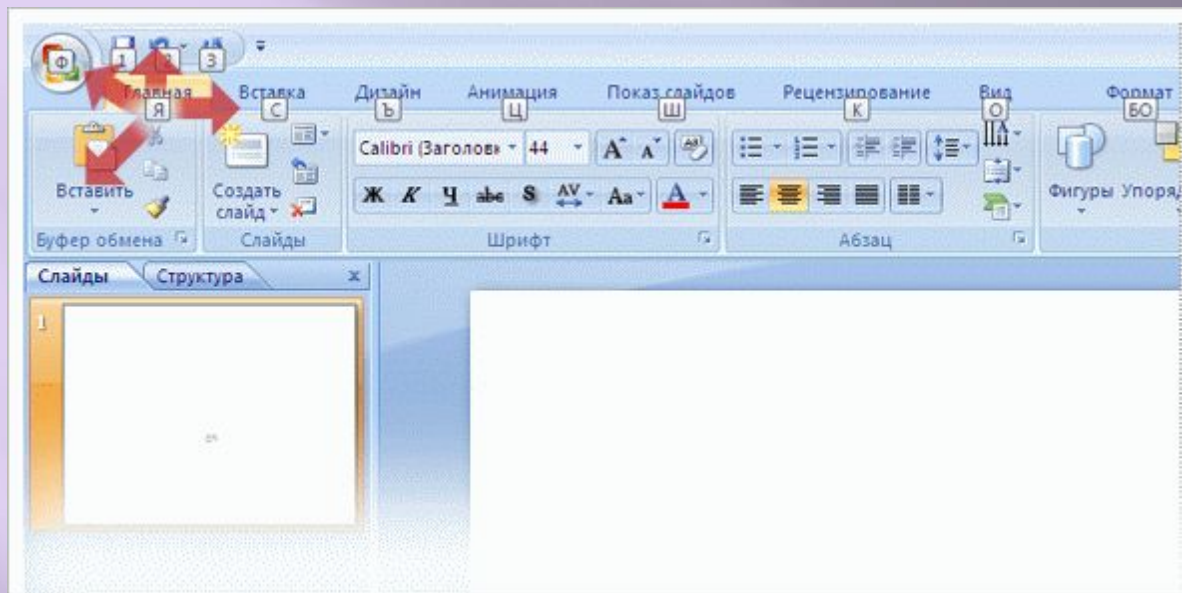 Ф 1 2 3
Главная Вставка Дизайн Анимация Показ слайдов Рецензирование Вид Формат
Я С Ъ Ц Ш К О БО
Calibri (Заголовк 44 А А Aa
Вставить Создать слайд Ж К Ч abc S AV Aa A Фигуры Упоряд
Буфер обмена Слайды Шрифт Абзац
Слайды Структура x
1